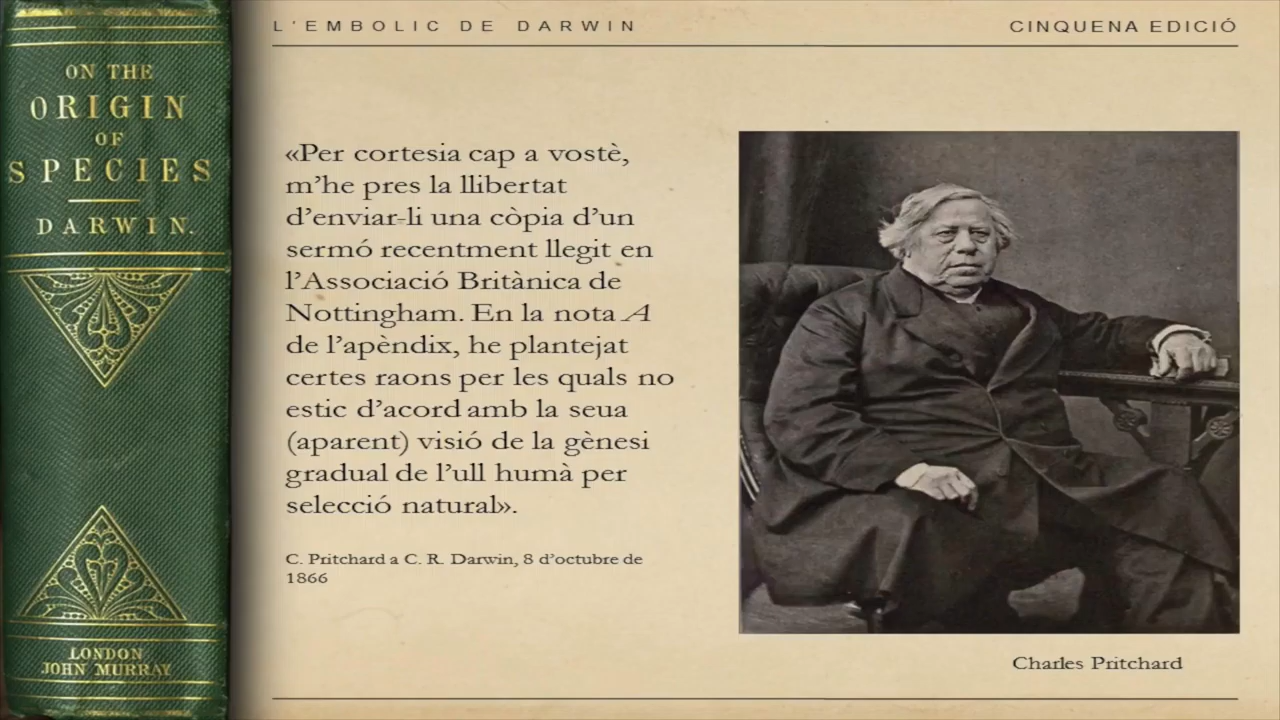 ON THE
ORIGIN
OF
SPECIES
DARWIN.
LONDON
JOHN MURRAY
L'EMBOLIC DE DARWIN
CINQUENA EDICIÓ
«Per cortesia cap a vostè,
m’he pres la llibertat
d’enviar-li una còpia d’un
sermó recentment llegit en
l’Associació Britànica de
Nottingham. En la nota A
de l’apèndix, he plantejat
certes raons per les quals no
estic d’acord amb la seua
(aparent) visió de la gènesi
gradual de l’ull humà per
selecció natural».
C. Pritchard a C. R. Darwin, 8 d’octubre de
1866
Charles Pritchard